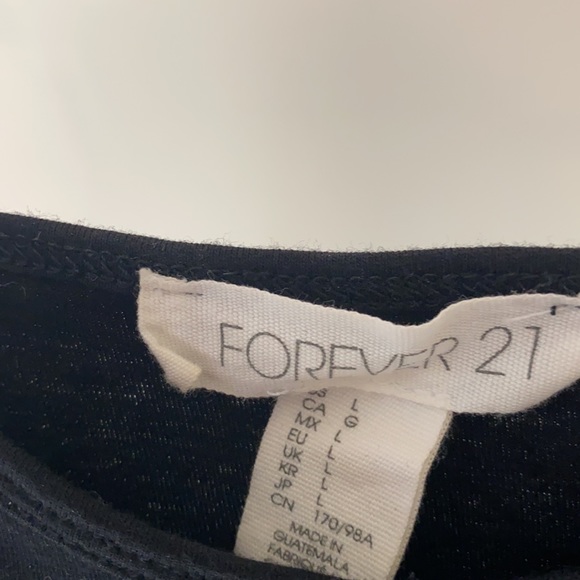 FOREVER 21
CA L
MX G
EU L
UK L
KR L
JP L
CN 170/98A
MADE IN
GUATEMALA